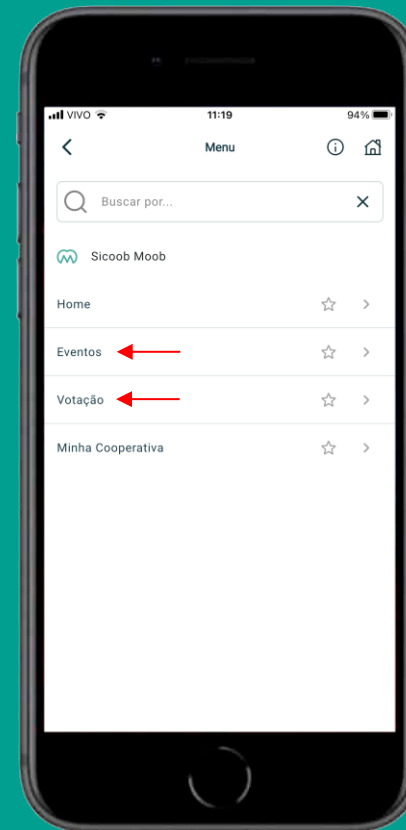 VIVO 11:19 94%
Menu
Buscar por...
Sicoob Moob
Home
Eventos
Votação
Minha Cooperativa